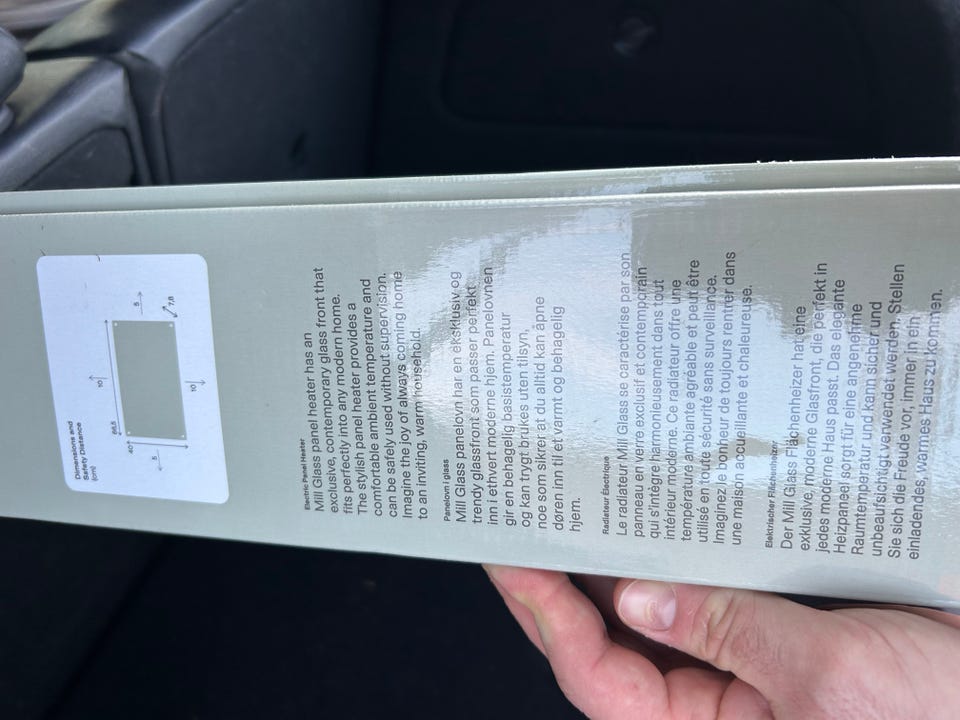 Dimensions and
Safety Distance
(cm)
10
5
66,5
40
7,8
5
10
Electric Panel Heater
Mill Glass panel heater has an
exclusive, contemporary glass front that
fits perfectly into any modern home.
The stylish panel heater provides a
comfortable ambient temperature and
can be safely used without supervision.
Imagine the joy of always coming home
to an inviting, warm household.
Panelovn i glass
Mill Glass panelovn har en eksklusiv og
trendy glassfront som passer perfekt
inn i ethvert moderne hjem. Panelovnen
gir en behagelig basistemperatur
og kan trygt brukes uten tilsyn,
noe som sikrer at du alltid kan åpne
døren inn til et varmt og behagelig
hjem.
Radiateur Électrique
Le radiateur Mill Glass se caractérise par son
panneau en verre exclusif et contemporain
qui s'intègre harmonieusement dans tout
intérieur moderne. Ce radiateur offre une
température ambiante agréable et peut être
utilisé en toute sécurité sans surveillance.
Imaginez le bonheur de toujours rentrer dans
une maison accueillante et chaleureuse.
Elektrischer Flächenheizer
Der Mill Glass Flächenheizer hat eine
exklusive, moderne Glasfront, die perfekt in
jedes moderne Haus passt. Das elegante
Heizpaneel sorgt für eine angenehme
Raumtemperatur und kann sicher und
unbeaufsichtigt verwendet werden. Stellen
Sie sich die Freude vor, immer in ein
einladendes, warmes Haus zu kommen.